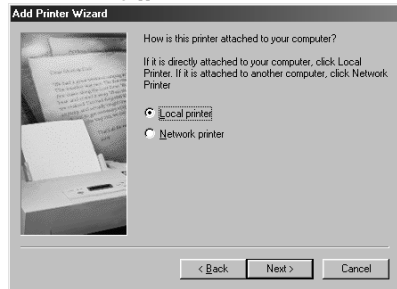 Add Printer Wizard
How is this printer attached to your computer?
If it is directly attached to your computer, click Local
Printer. If it is attached to another computer, click Network
Printer
Local printer
Network printer
< Back
Next >
Cancel